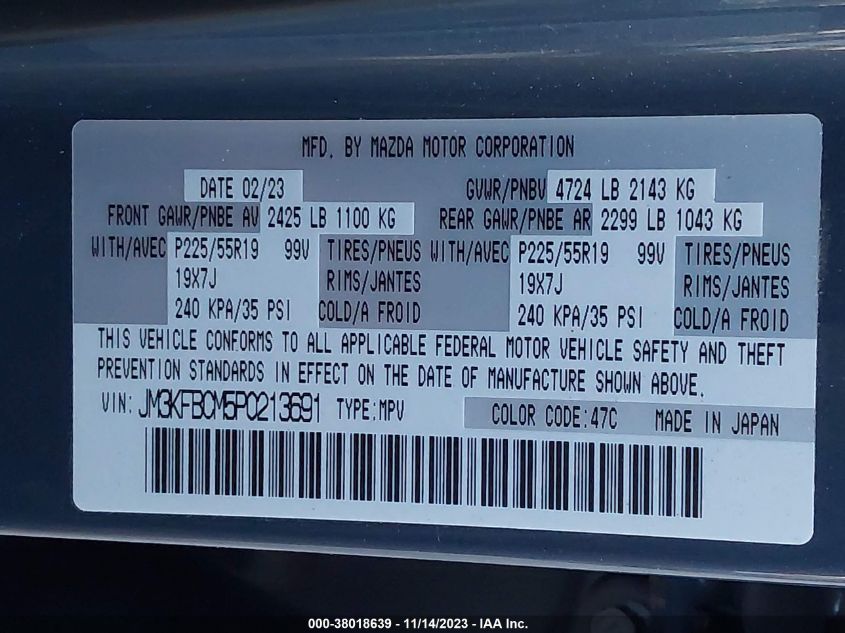 MFD. BY MAZDA MOTOR CORPORATION
DATE 02/23 GVWR/PNBV 4724 LB 2143 KG
FRONT GAWR/PNBE AV 2425 LB 1100 KG REAR GAWR/PNBE AR 2299 LB 1043 KG
WITH/AVEC P225/55R19 99V TIRES/PNEUS WITH/AVEC P225/55R19 99V TIRES/PNEUS
19X7J RIMS/JANTES 19X7J RIMS/JANTES
240 KPA/35 PSI COLD/A FROID 240 KPA/35 PSI COLD/A FROID
THIS VEHICLE CONFORMS TO ALL APPLICABLE FEDERAL MOTOR VEHICLE SAFETY AND THEFT
PREVENTION STANDARDS IN EFFECT ON THE DATE OF MANUFACTURE SHOWN ABOVE.
VIN: JM3KFBCM5P0213691 TYPE:MPV COLOR CODE:47C MADE IN JAPAN
000-38018639 - 11/14/2023 - IAA Inc.